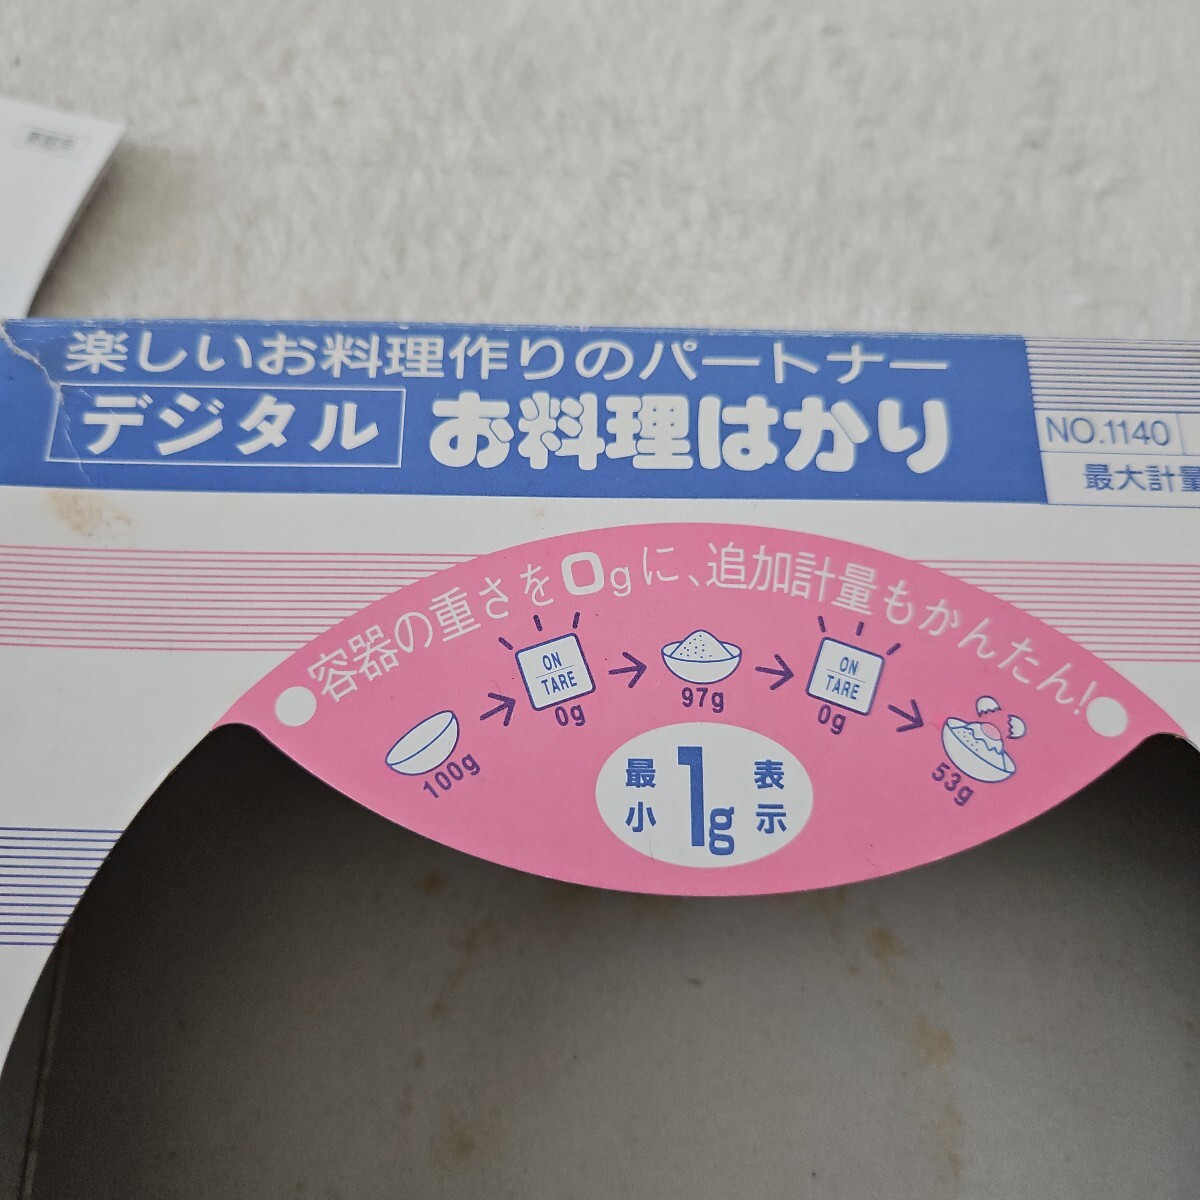 楽しいお料理作りのパートナー
デジタル お料理はかり
NO.1140
最大計量
容器の重さを0gに、追加計量もかんたん!
100g
ON
TARE
0g
97g
ON
TARE
0g
53g
最小
1g
表示